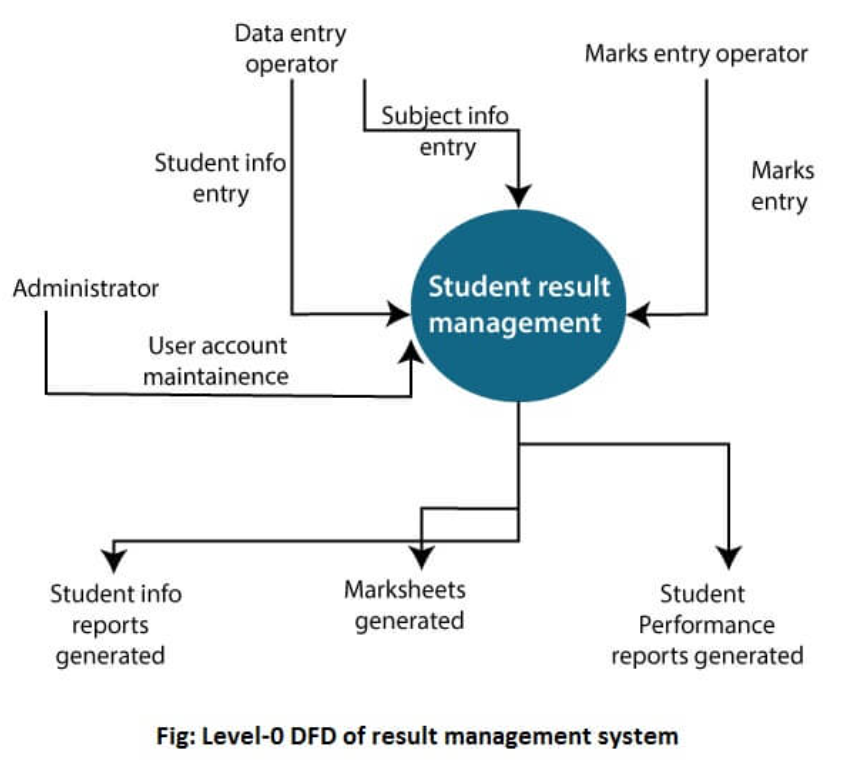 Data entry
operator
Marks entry operator
Subject info
entry
Student info
entry
Marks
entry
Administrator
Student result
management
User account
maintainence
Student info
reports
generated
Marksheets
generated
Student
Performance
reports generated
Fig: Level-0 DFD of result management system